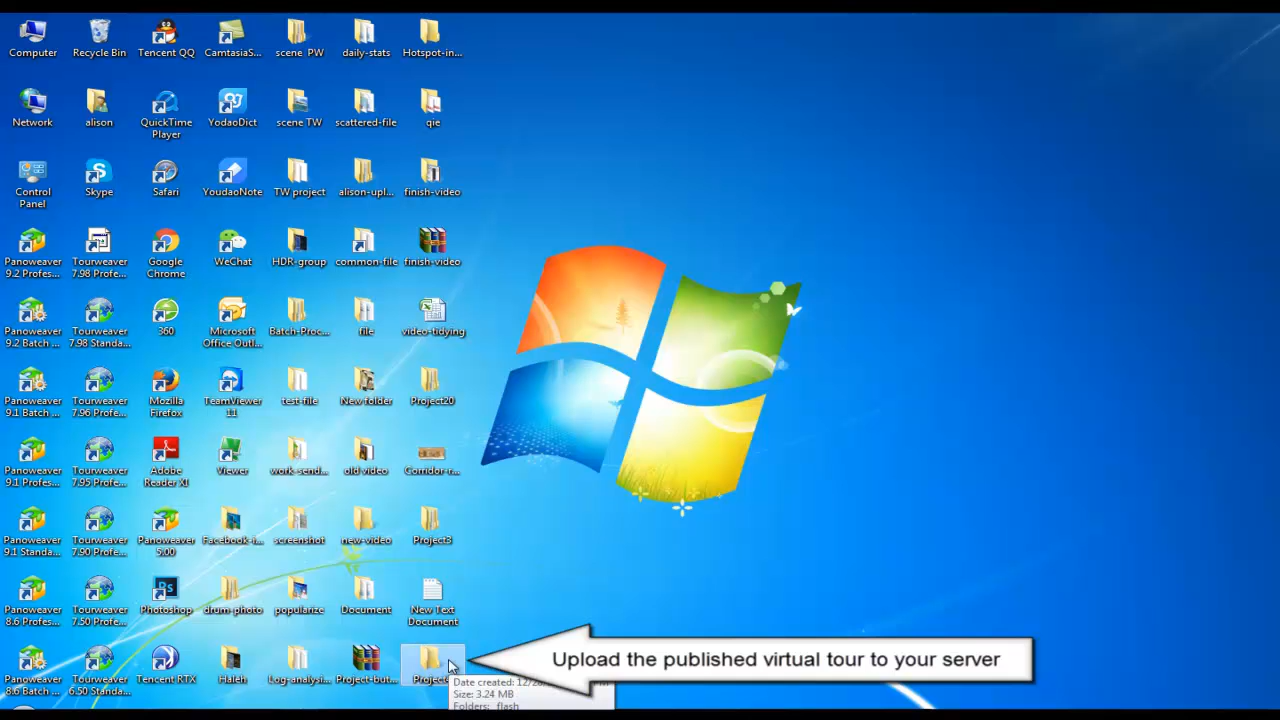 Computer
Recycle Bin
Tencent QQ
CamtasiaS...
scene PW
daily-stats
Hotspot-in...
Network
alison
QuickTime
Player
YodaoDict
scene TW
scattered-file
qie
Control
Panel
Skype
Safari
YoudaoNote
TW project
alison-upl...
finish-video
Panoweaver
9.2 Profes...
Tourweaver
7.98 Profe...
Google
Chrome
WeChat
HDR-group
common-file
finish-video
Panoweaver
9.2 Batch ...
Tourweaver
7.98 Standa...
360
Microsoft
Office Outl...
Batch-Proc...
file
video-tidying
Panoweaver
9.1 Batch ...
Tourweaver
7.96 Profe...
Mozilla
Firefox
TeamViewer
11
test-file
New folder
Project20
Panoweaver
9.1 Profes...
Tourweaver
7.95 Profe...
Adobe
Reader XI
Viewer
work-send...
old video
Corridor-r...
Panoweaver
9.1 Standa...
Tourweaver
7.90 Profe...
Panoweaver
5.00
Facebook-i...
screenshot
new-video
Project3
Panoweaver
8.6 Profes...
Tourweaver
7.50 Profe...
Photoshop
drum-photo
popularize
Document
New Text
Document
Panoweaver
8.6 Batch ...
Tourweaver
6.50 Standa...
Tencent RTX
Haleh
Log-analysi...
Project-but...
Project
Upload the published virtual tour to your server
Date created:
Size: 3.24 MB
Folders: flash